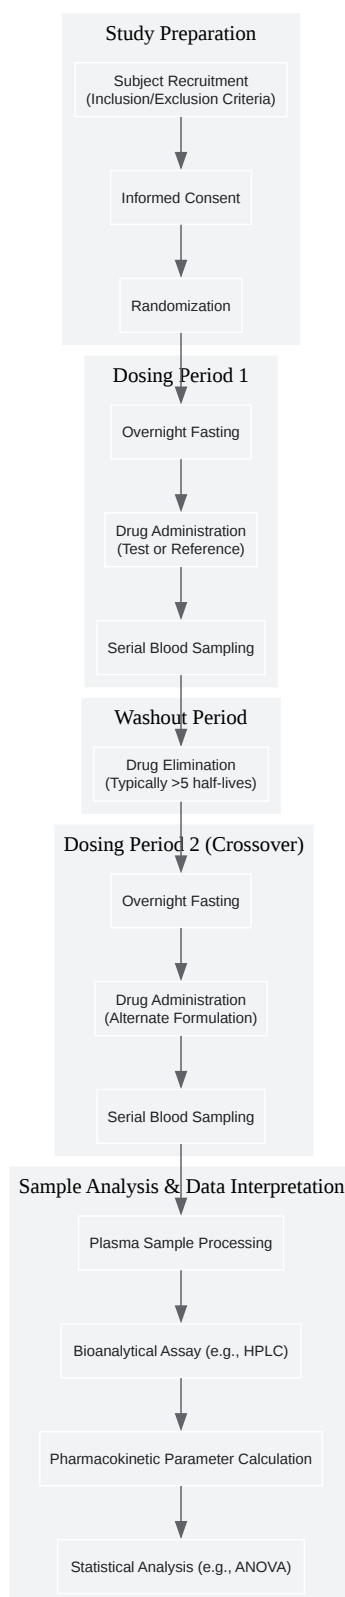 Study Preparation
Subject Recruitment
(Inclusion/Exclusion Criteria)
Informed Consent
Randomization
Dosing Period 1
Overnight Fasting
Drug Administration
(Test or Reference)
Serial Blood Sampling
Washout Period
Drug Elimination
(Typically >5 half-lives)
Dosing Period 2 (Crossover)
Overnight Fasting
Drug Administration
(Alternate Formulation)
Serial Blood Sampling
Sample Analysis & Data Interpretation
Plasma Sample Processing
Bioanalytical Assay (e.g., HPLC)
Pharmacokinetic Parameter Calculation
Statistical Analysis (e.g., ANOVA)